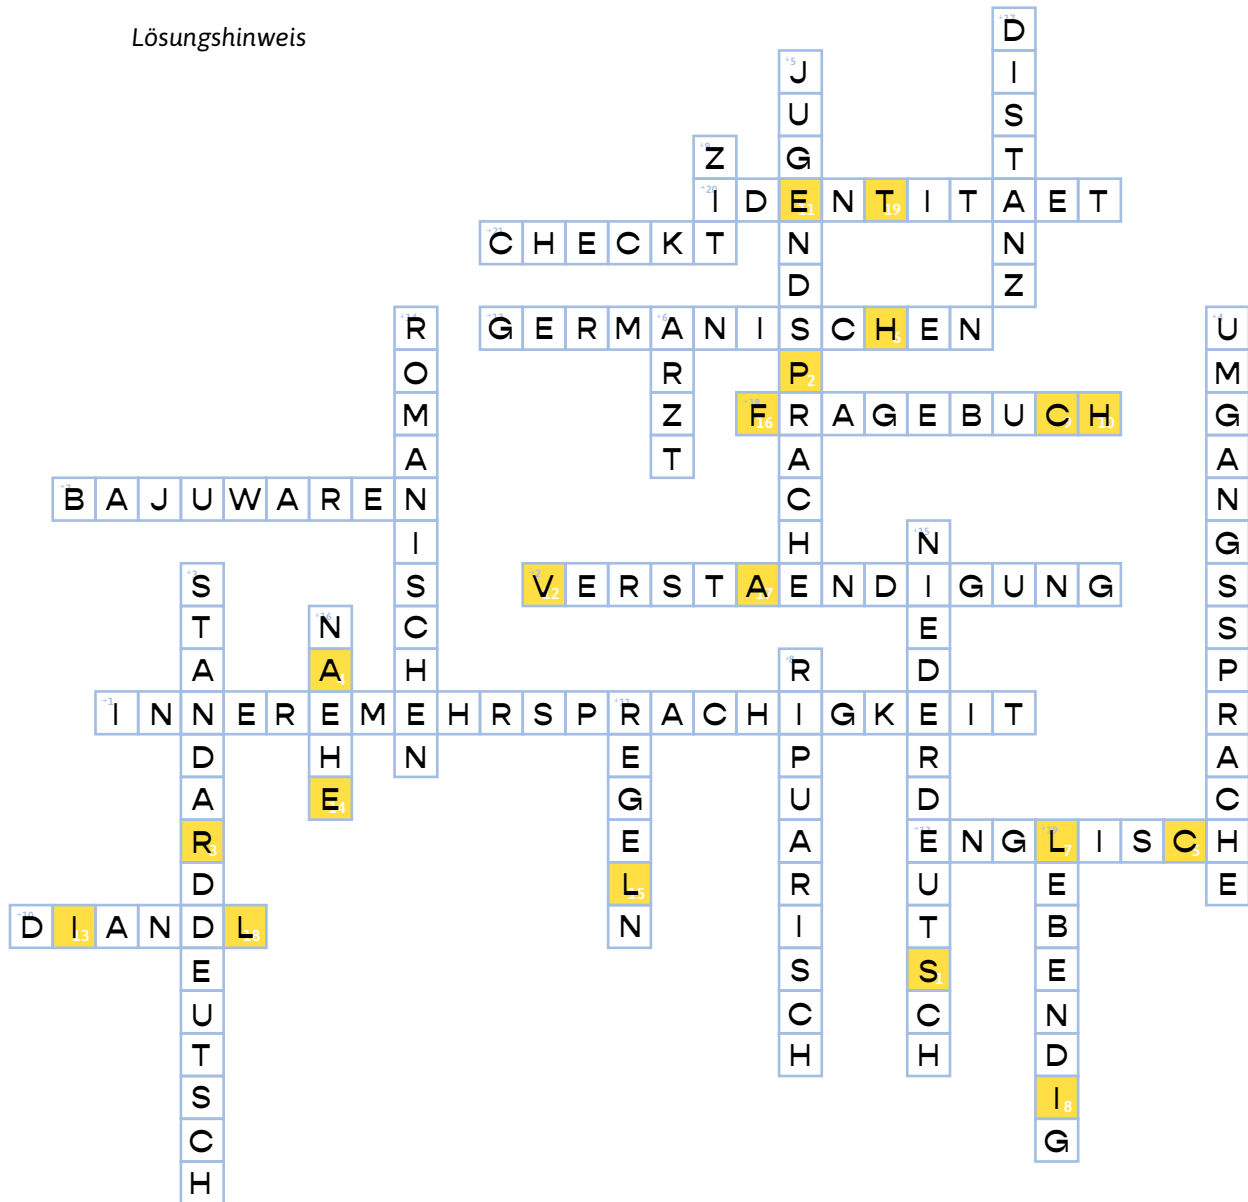 Lösungshinweis
DISTANZ
JUGENDSPRACHE
ZIT
IDENTITAET
CHECKT
ROMANISCHEN
GERMANISCHEN
ARZT
UMGANGSSPRACHE
FRAGEBUCH
BAJUWAREN
NIEDERDEUTSCH
STANDARDDEUTSCH
VERSTAENDIGUNG
NAEHE
RIPUARISCH
INNEREMEHRSPRACHIGKEIT
REGELN
ENGLISCH
LEBENDIG
DIANDL